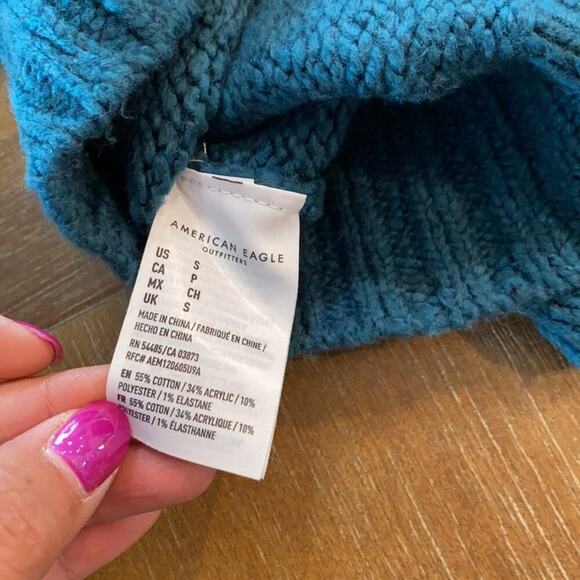 AMERICAN EAGLE
OUTFITTERS
US S
CA P
MX CH
UK S
MADE IN CHINA / FABRIQUÉ EN CHINE /
HECHO EN CHINA
RN 54485/CA 03873
RFC# AEM120605U9A
EN 55% COTTON / 34% ACRYLIC / 10%
POLYESTER / 1% ELASTANE
FR 55% COTON / 34% ACRYLIQUE / 10%
POLYESTER / 1% ÉLASTHANNE